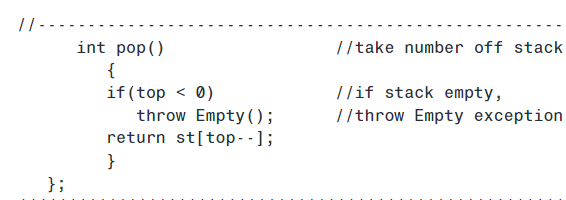 //------------------------------------------------------
int pop() //take number off stack
{
if(top < 0) //if stack empty,
throw Empty(); //throw Empty exception
return st[top--];
}
};